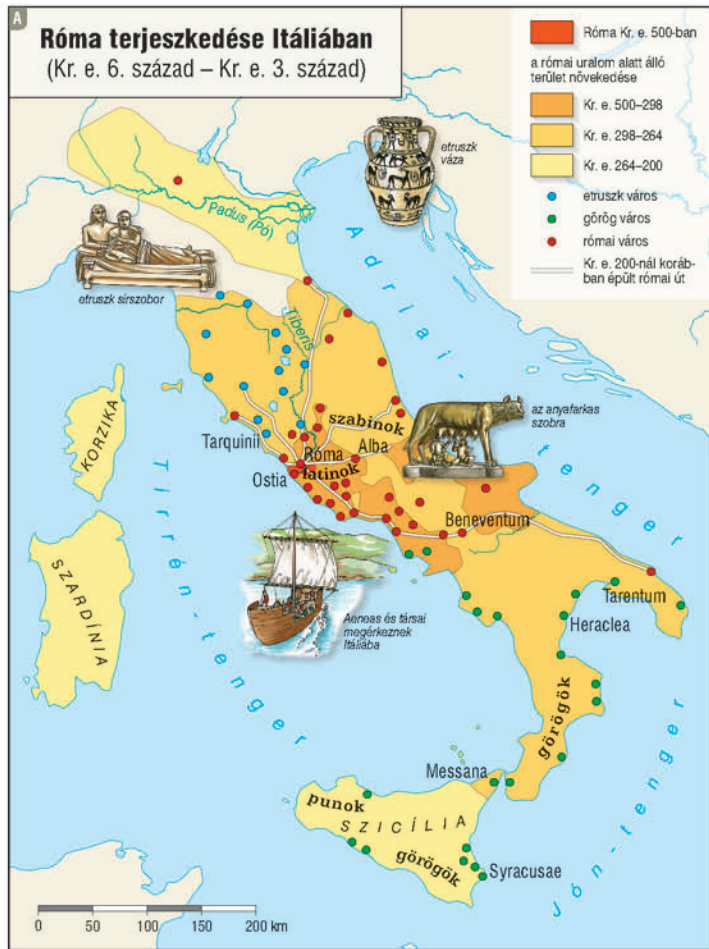 A
Róma terjeszkedése Itáliában
(Kr. e. 6. század – Kr. e. 3. század)
Róma Kr. e. 500-ban
a római uralom alatt álló
terület növekedése
Kr. e. 500–298
Kr. e. 298–264
Kr. e. 264–200
etruszk város
görög város
római város
Kr. e. 200-nál koráb-
ban épült római út
etruszk
váza
Padus (Pó)
etruszk sírszobor
Adriai-
tenger
Tiberis
KORZIKA
szabinok
az anyafarkas
szobra
Tarquinii
Róma
Alba
latinok
Ostia
Beneventum
Tirrén-tenger
SZARDÍNIA
Aeneas és társai
megérkeznek
Itáliába
Tarentum
Heraclea
görögök
Messana
punok
SZICÍLIA
görögök
Syracusae
Jón-tenger
0 50 100 150 200 km